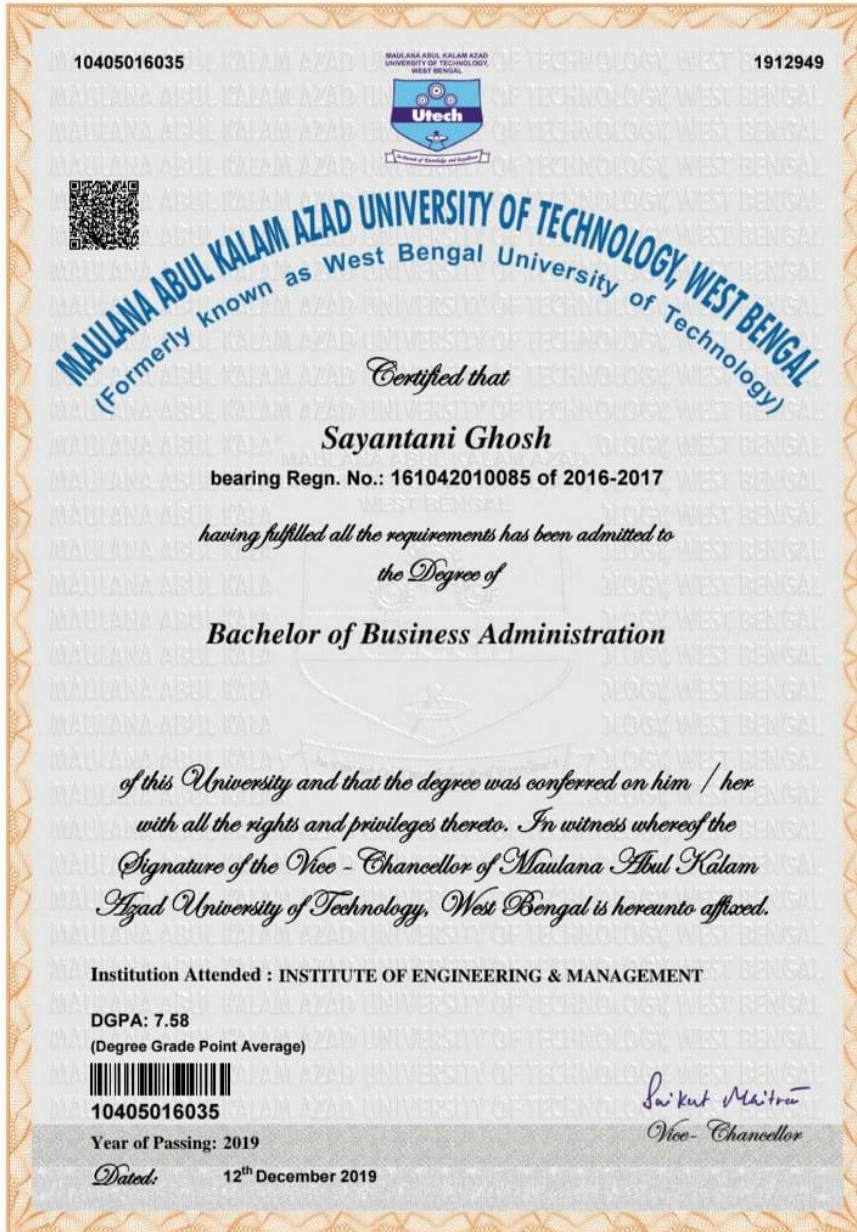 10405016035
MAULANA ABUL KALAM AZAD
UNIVERSITY OF TECHNOLOGY,
WEST BENGAL
1912949
Utech
In Pursuit of Knowledge and Excellence
MAULANA ABUL KALAM AZAD UNIVERSITY OF TECHNOLOGY, WEST BENGAL
(Formerly known as West Bengal University of Technology)
Certified that
Sayantani Ghosh
bearing Regn. No.: 161042010085 of 2016-2017
having fulfilled all the requirements has been admitted to
the Degree of
Bachelor of Business Administration
of this University and that the degree was conferred on him / her
with all the rights and privileges thereto. In witness whereof the
Signature of the Vice - Chancellor of Maulana Abul Kalam
Azad University of Technology, West Bengal is hereunto affixed.
Institution Attended : INSTITUTE OF ENGINEERING & MANAGEMENT
DGPA: 7.58
(Degree Grade Point Average)
10405016035
Saikat Maitra
Vice- Chancellor
Year of Passing: 2019
Dated: 12th December 2019